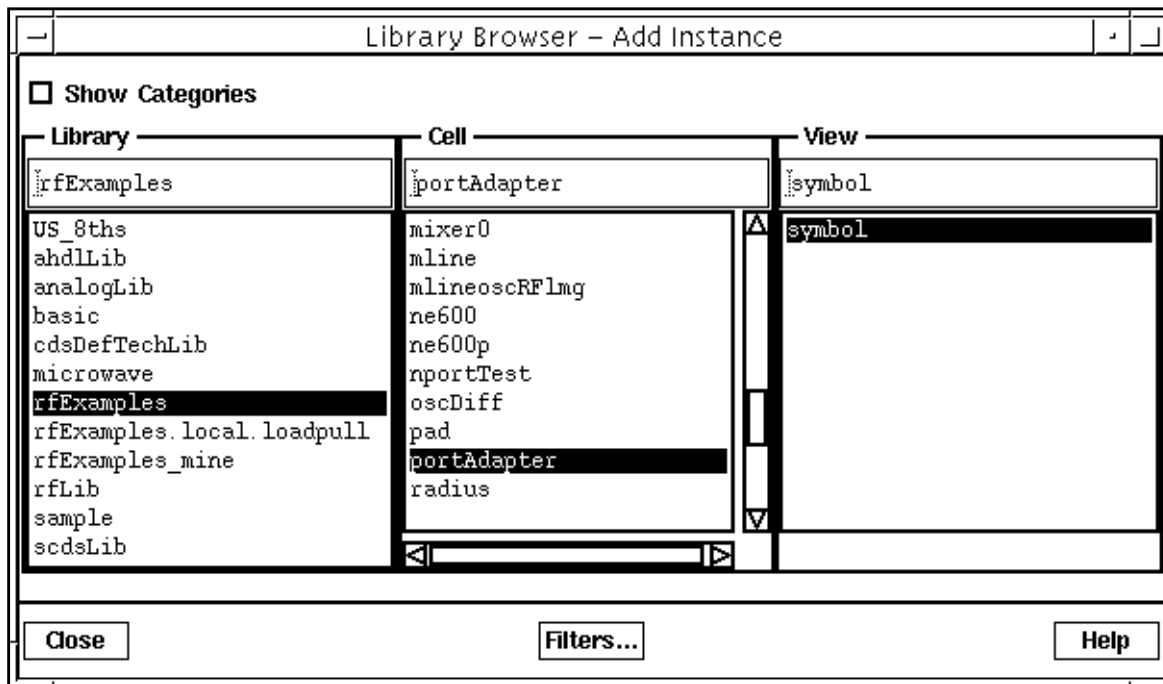 Library Browser – Add Instance
Show Categories
Library
rfExamples
US_8ths
ahdlLib
analogLib
basic
cdsDefTechLib
microwave
rfExamples
rfExamples.local.loadpull
rfExamples_mine
rfLib
sample
scdsLib
Cell
portAdapter
mixer0
mline
mlineoscRFlmg
ne600
ne600p
nportTest
oscDiff
pad
portAdapter
radius
View
symbol
symbol
Close
Filters...
Help